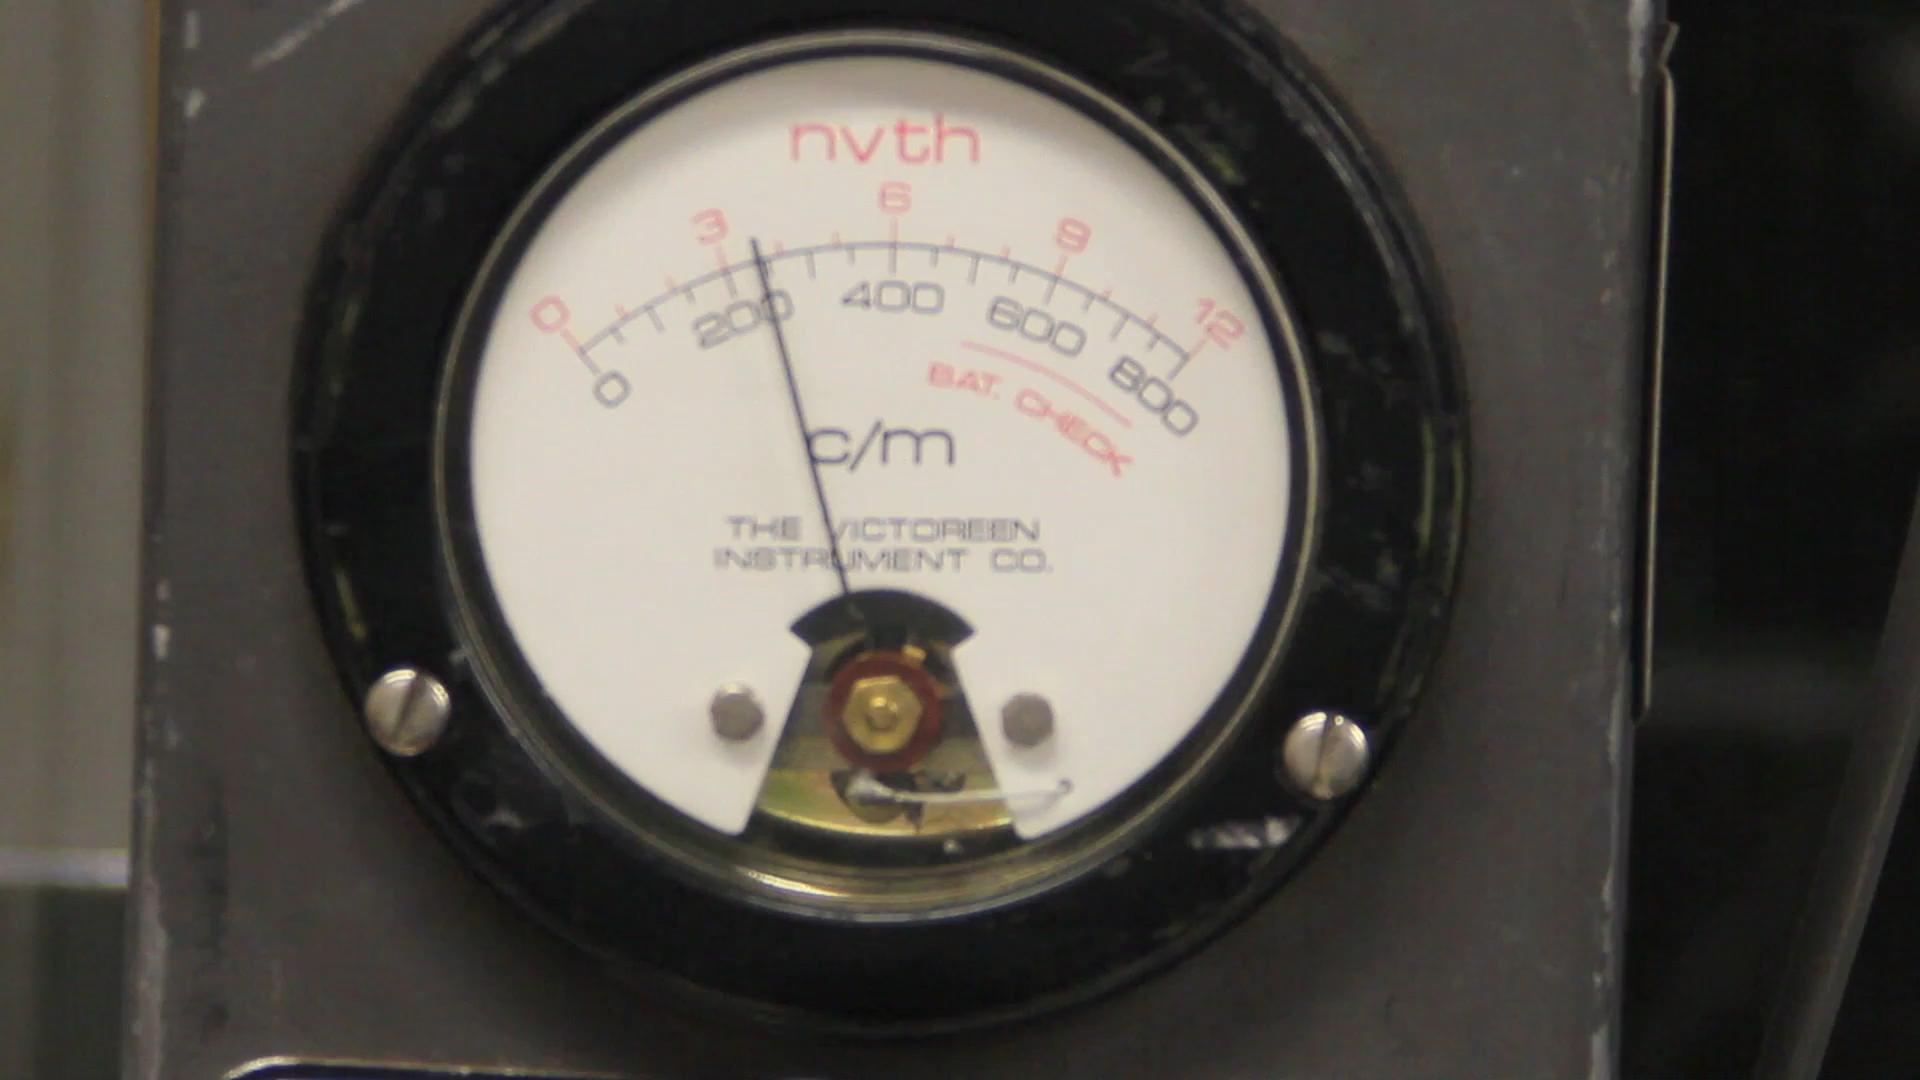 nvth
0 3 6 9 12
0 200 400 600 800
BAT. CHECK
c/m
THE VICTOREEN
INSTRUMENT CO.